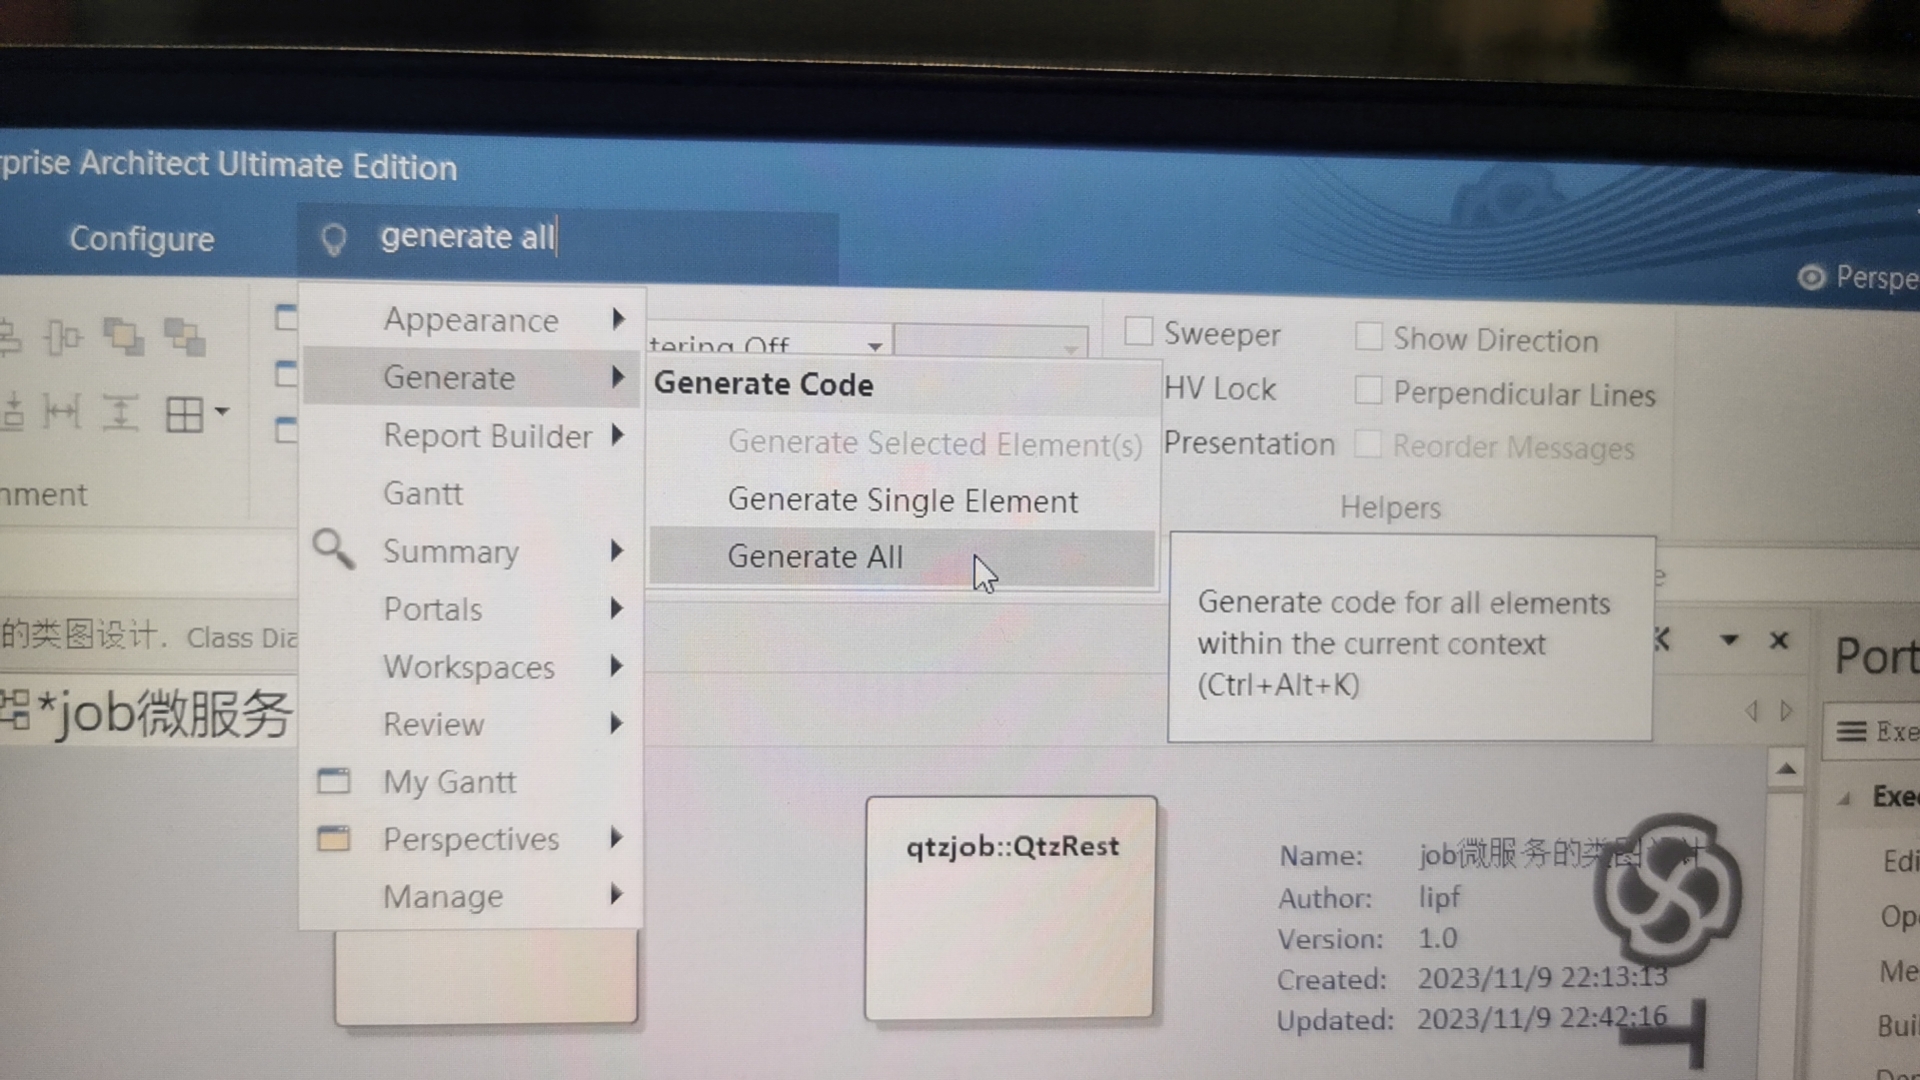 prise Architect Ultimate Edition
Configure
generate all
Perspe
Appearance
Generate
Report Builder
Gantt
Summary
Portals
Workspaces
Review
My Gantt
Perspectives
Manage
tering Off
Generate Code
Generate Selected Element(s)
Generate Single Element
Generate All
Sweeper
Show Direction
HV Lock
Perpendicular Lines
Presentation
Reorder Messages
Helpers
nment
Generate code for all elements
within the current context
(Ctrl+Alt+K)
的类图设计. Class Dia
*job微服务
Port
Exe
Exe
Edi
Ope
Me
Buil
qtzjob::QtzRest
Name: job微服务的类图设计
Author: lipf
Version: 1.0
Created: 2023/11/9 22:13:13
Updated: 2023/11/9 22:42:16
T